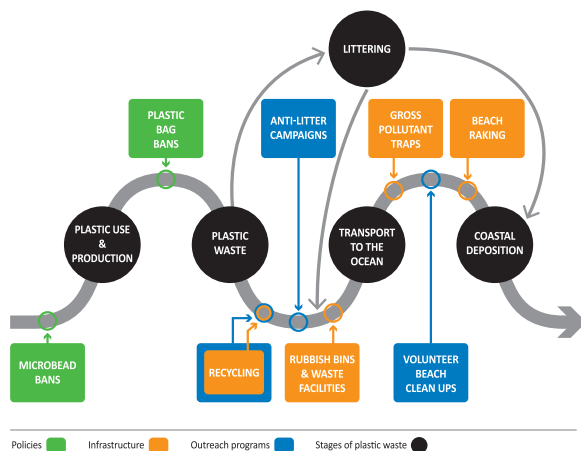 LITTERING
PLASTIC
BAG
BANS
ANTI-LITTER
CAMPAIGNS
GROSS
POLLUTANT
TRAPS
BEACH
RAKING
PLASTIC USE
&
PRODUCTION
PLASTIC
WASTE
TRANSPORT
TO THE
OCEAN
COASTAL
DEPOSITION
MICROBEAD
BANS
RECYCLING
RUBBISH BINS
& WASTE
FACILITIES
VOLUNTEER
BEACH
CLEAN UPS
Policies
Infrastructure
Outreach programs
Stages of plastic waste